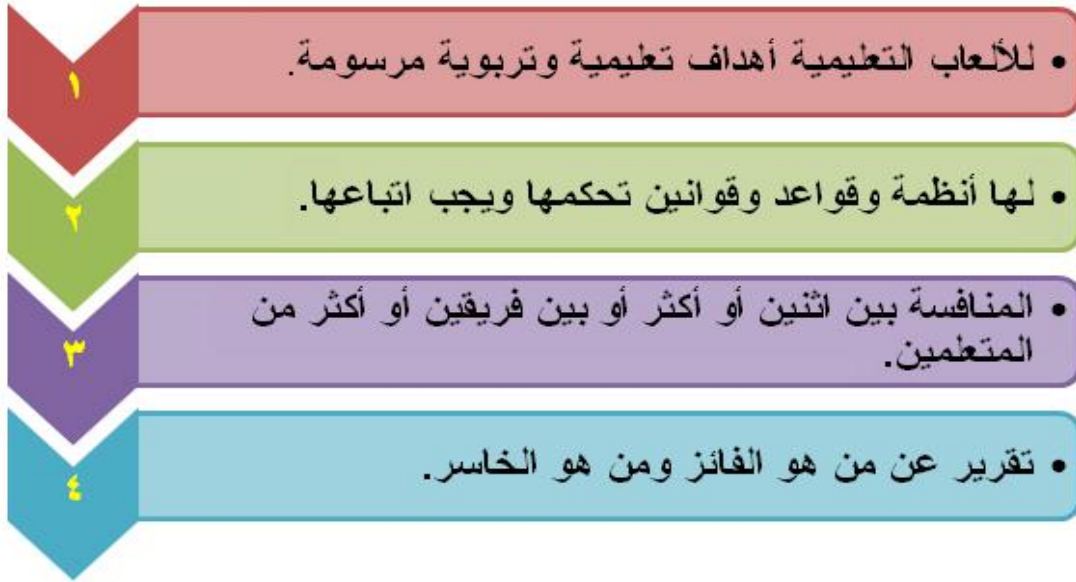 ١
• للألعاب التعليمية أهداف تعليمية وتربوية مرسومة.
٢
• لها أنظمة وقواعد وقوانين تحكمها ويجب اتباعها.
٣
• المنافسة بين اثنين أو أكثر أو بين فريقين أو أكثر من
المتعلمين.
٤
• تقرير عن من هو الفائز ومن هو الخاسر.